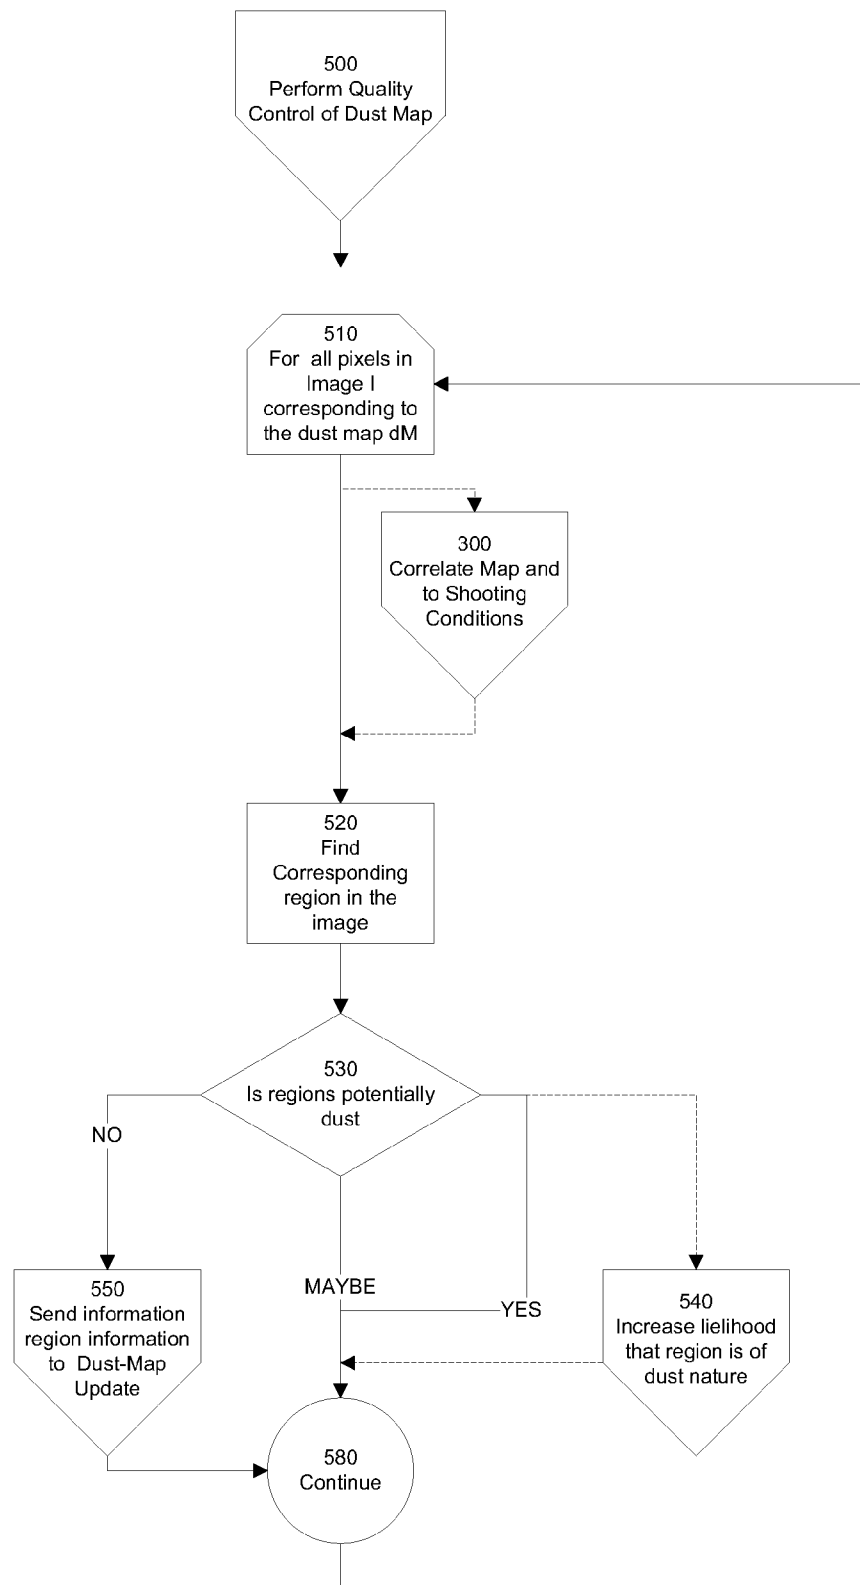 500
Perform Quality
Control of Dust Map
510
For all pixels in
Image I
corresponding to
the dust map dM
300
Correlate Map and
to Shooting
Conditions
520
Find
Corresponding
region in the
image
530
Is regions potentially
dust
NO
MAYBE
YES
550
Send information
region information
to Dust-Map
Update
540
Increase lielihood
that region is of
dust nature
580
Continue